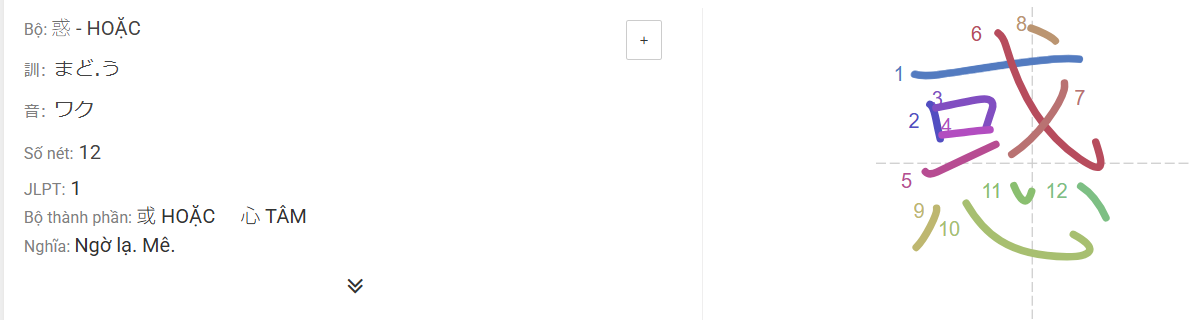 Bộ: 惑 - HOẶC
+
訓: まど.う
音: ワク
Số nét: 12
JLPT: 1
Bộ thành phần: 或 HOẶC 心 TÂM
Nghĩa: Ngờ lạ. Mê.
惑
1
2
3
4
5
6
7
8
9
10
11
12